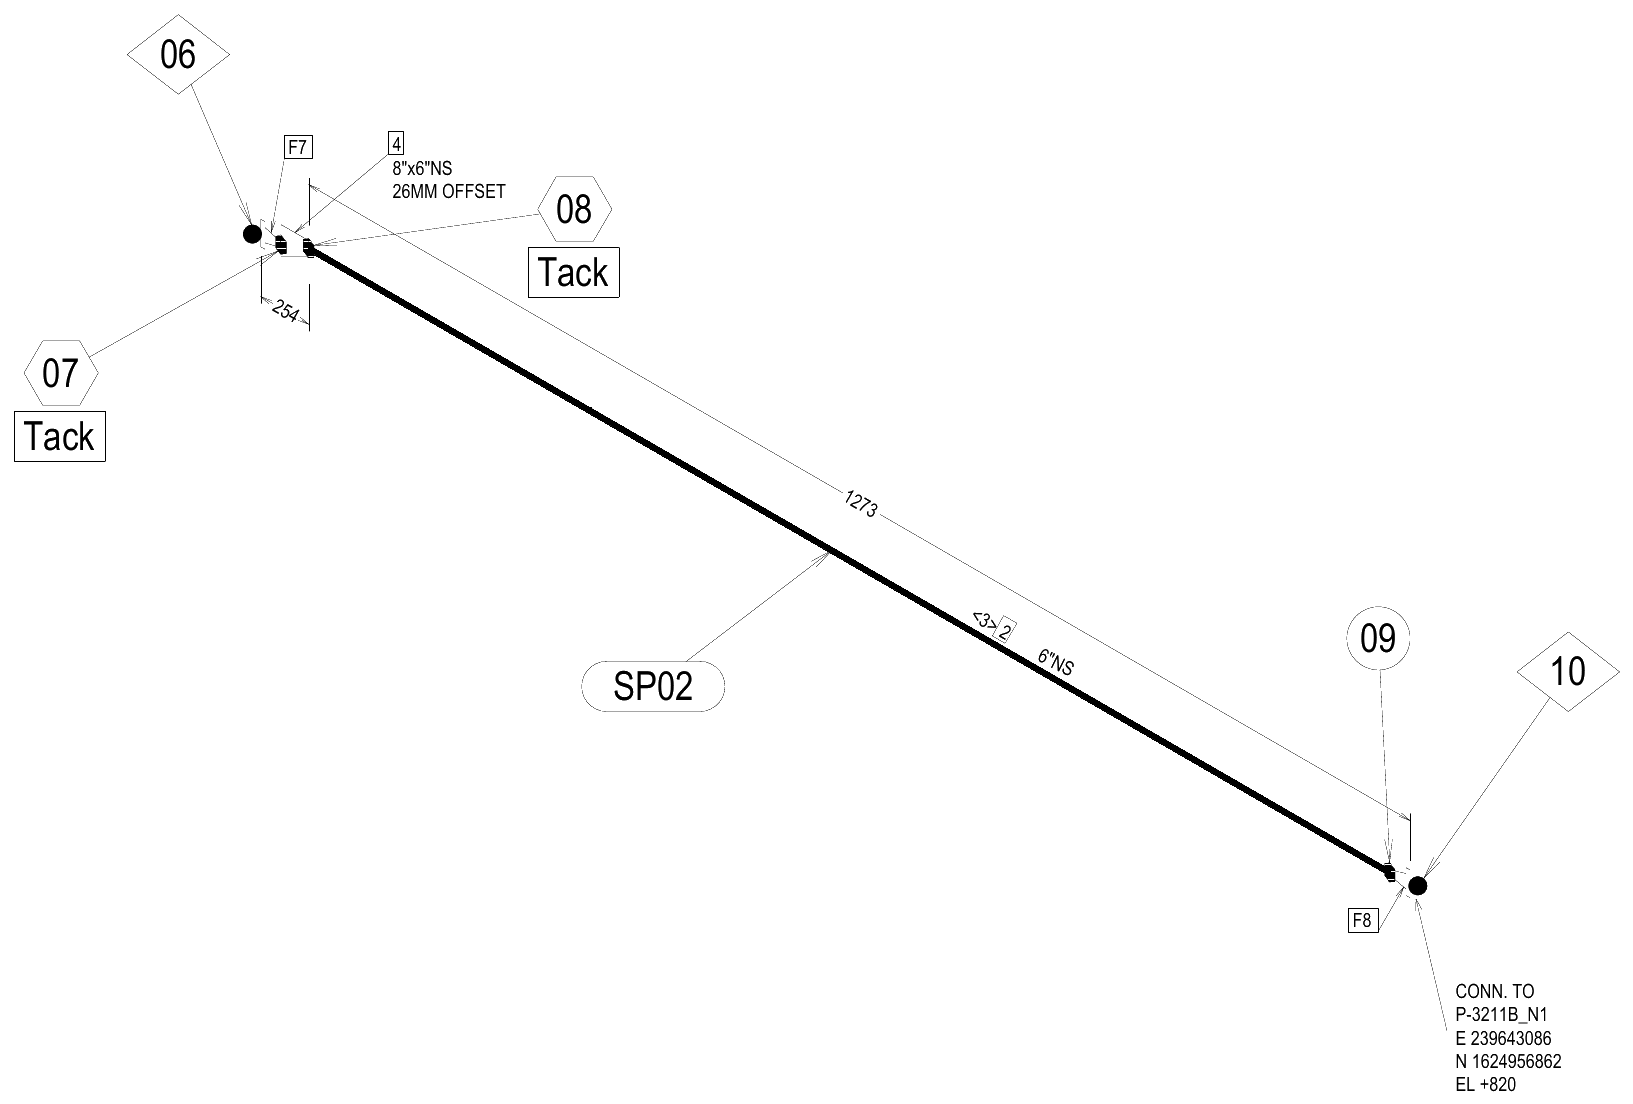 06
F7
4
8"x6"NS
26MM OFFSET
08
Tack
254
07
Tack
1273
<3> 2
6"NS
SP02
09
10
F8
CONN. TO
P-3211B_N1
E 239643086
N 1624956862
EL +820